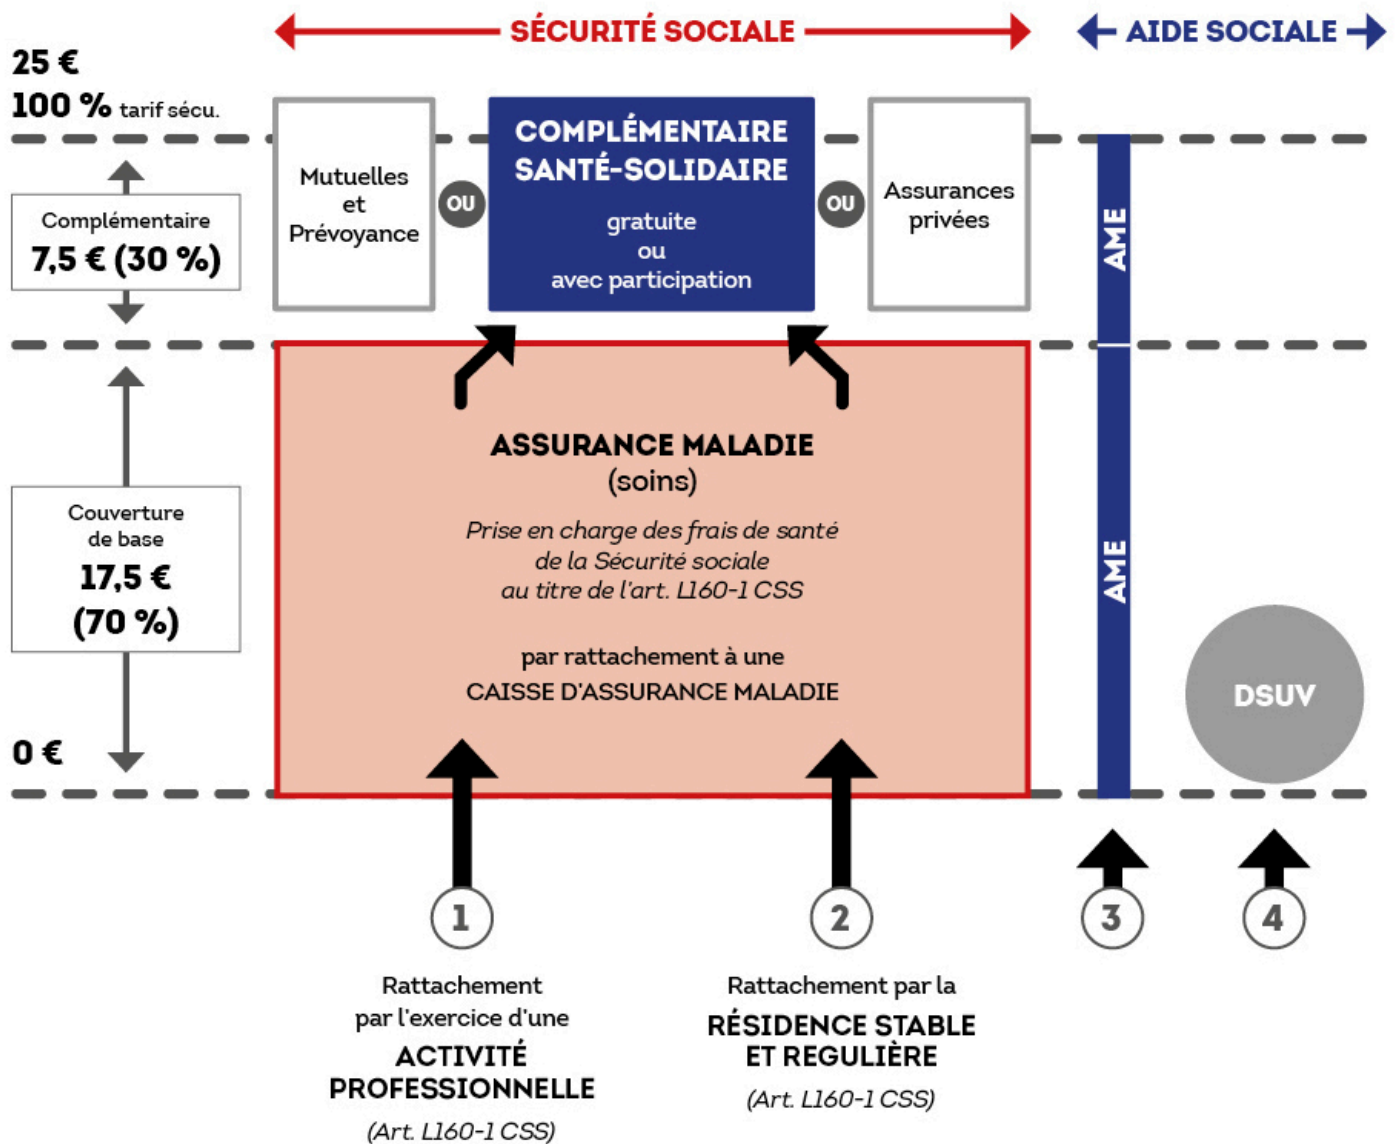 SÉCURITÉ SOCIALE
AIDE SOCIALE
25 €
100 % tarif sécu.
Complémentaire
7,5 € (30 %)
Mutuelles
et
Prévoyance
OU
COMPLÉMENTAIRE
SANTÉ-SOLIDAIRE
gratuite
ou
avec participation
OU
Assurances
privées
AME
Couverture
de base
17,5 €
(70 %)
0 €
ASSURANCE MALADIE
(soins)
Prise en charge des frais de santé
de la Sécurité sociale
au titre de l'art. L160-1 CSS
par rattachement à une
CAISSE D'ASSURANCE MALADIE
AME
DSUV
1
2
3
4
Rattachement
par l'exercice d'une
ACTIVITÉ
PROFESSIONNELLE
(Art. L160-1 CSS)
Rattachement par la
RÉSIDENCE STABLE
ET REGULIÈRE
(Art. L160-1 CSS)